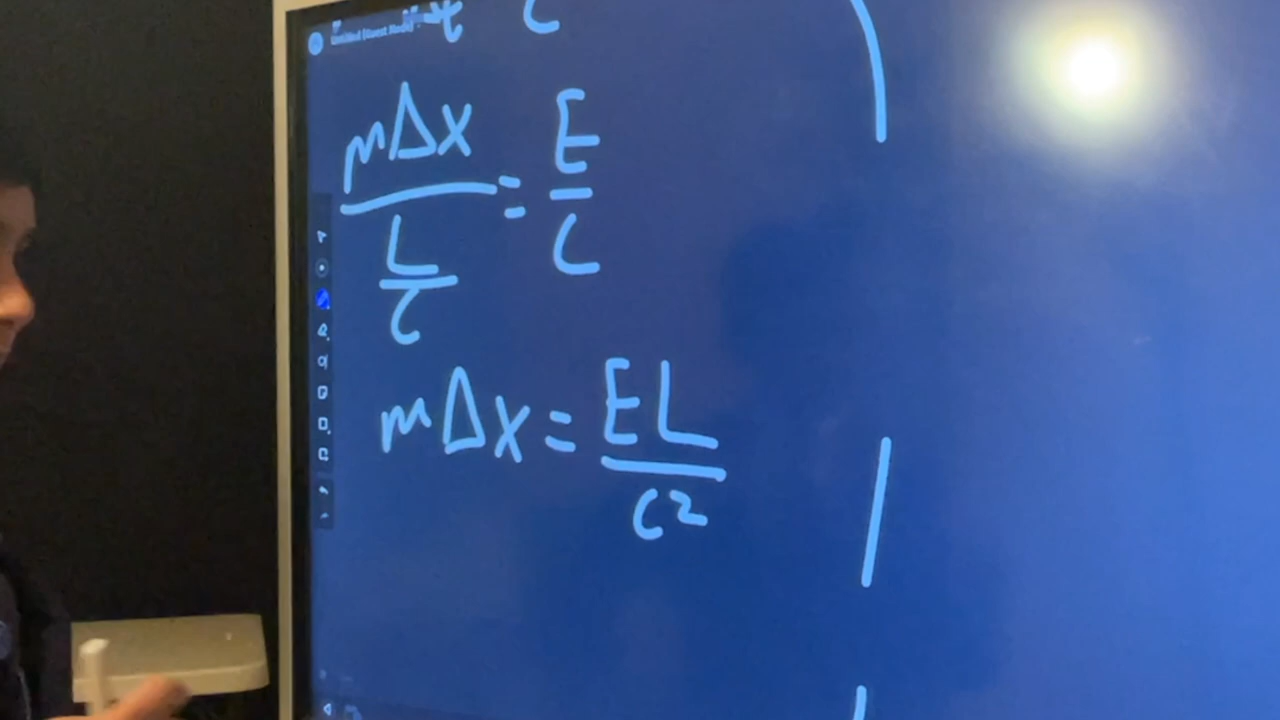 C
mΔx / (L / C) = E / C
mΔx = EL / C²